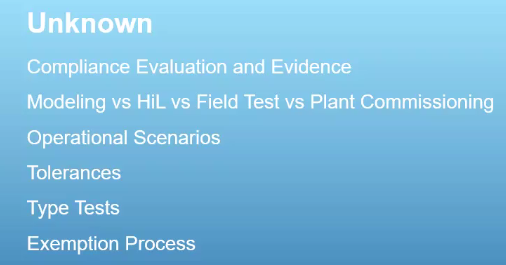 Unknown
Compliance Evaluation and Evidence
Modeling vs HiL vs Field Test vs Plant Commissioning
Operational Scenarios
Tolerances
Type Tests
Exemption Process